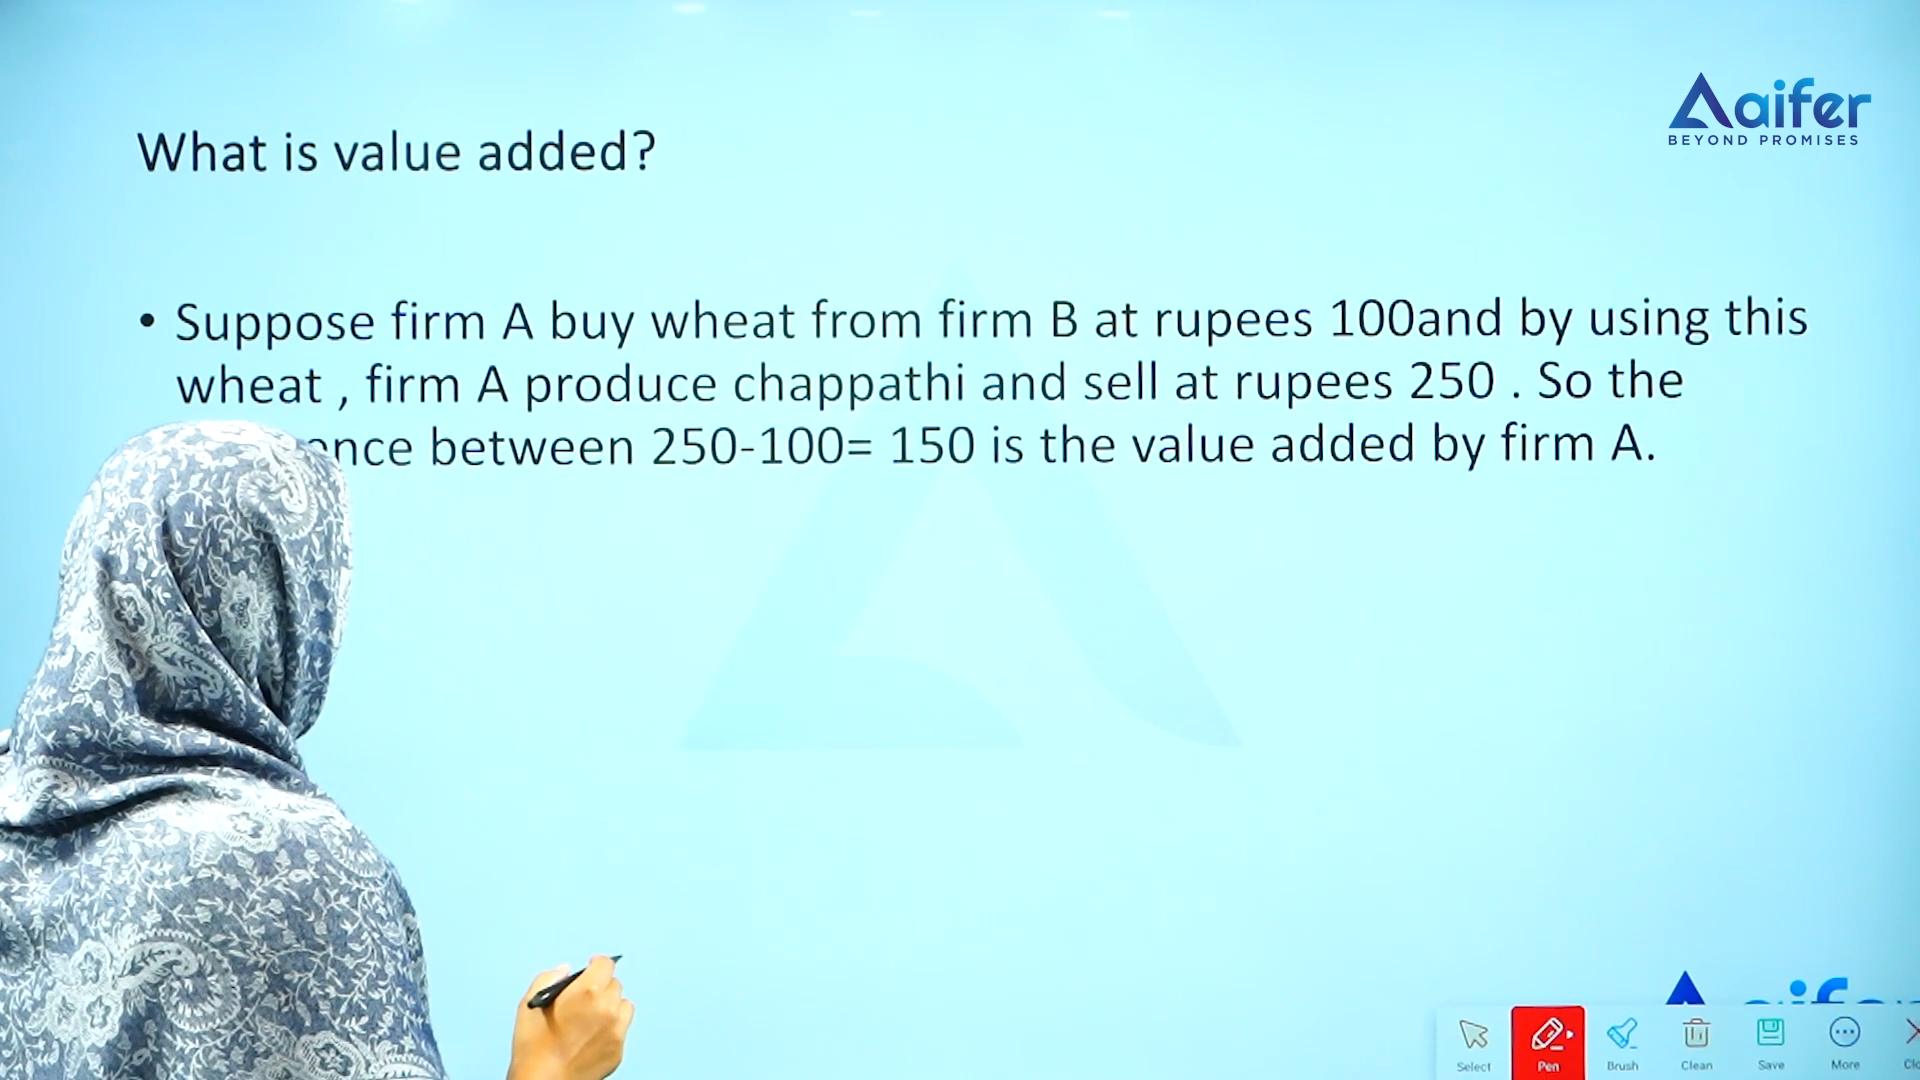 aifer
BEYOND PROMISES
What is value added?
• Suppose firm A buy wheat from firm B at rupees 100and by using this
wheat , firm A produce chappathi and sell at rupees 250 . So the
between 250-100= 150 is the value added by firm A.
aifer
Select Pen Brush Clean Save More